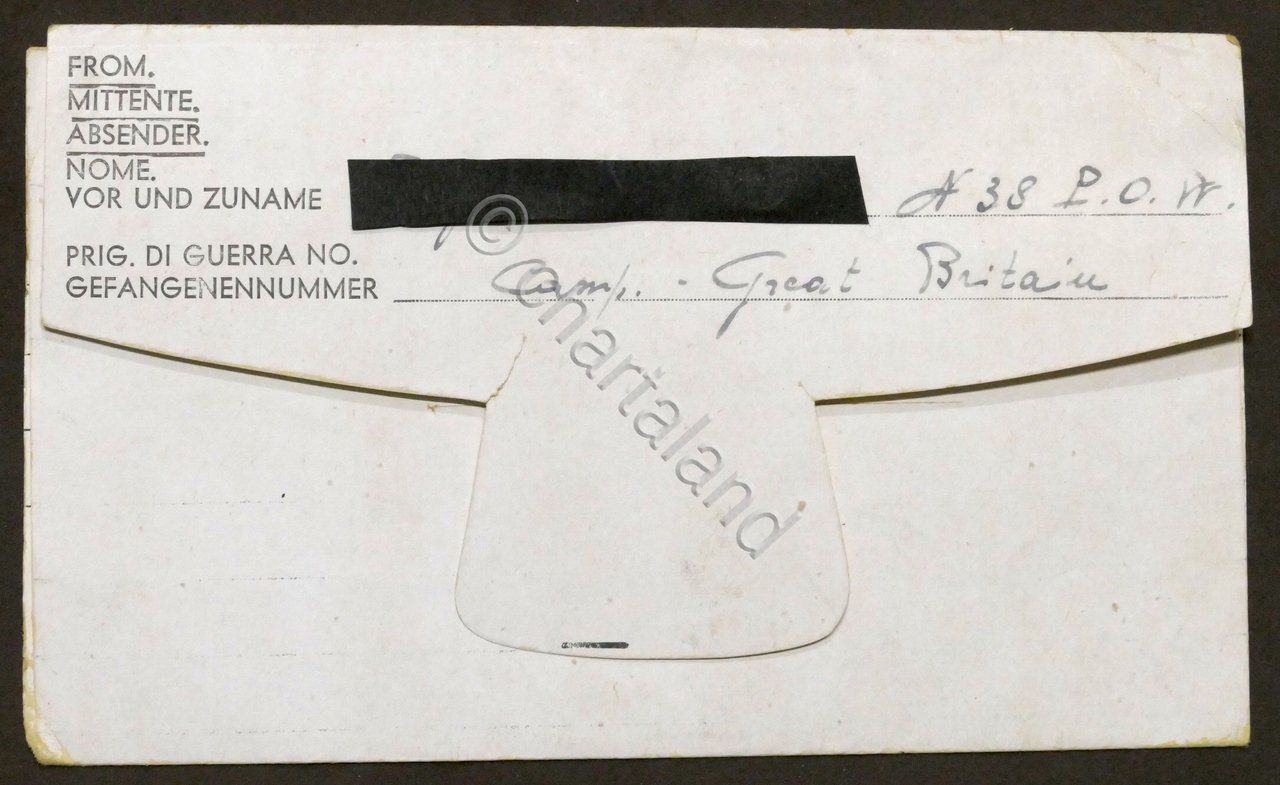 FROM.
MITTENTE.
ABSENDER.
NOME.
VOR UND ZUNAME
N 38 P.O.W.
PRIG. DI GUERRA NO.
GEFANGENENNUMMER
Camp. - Great Britain
© Chartaland